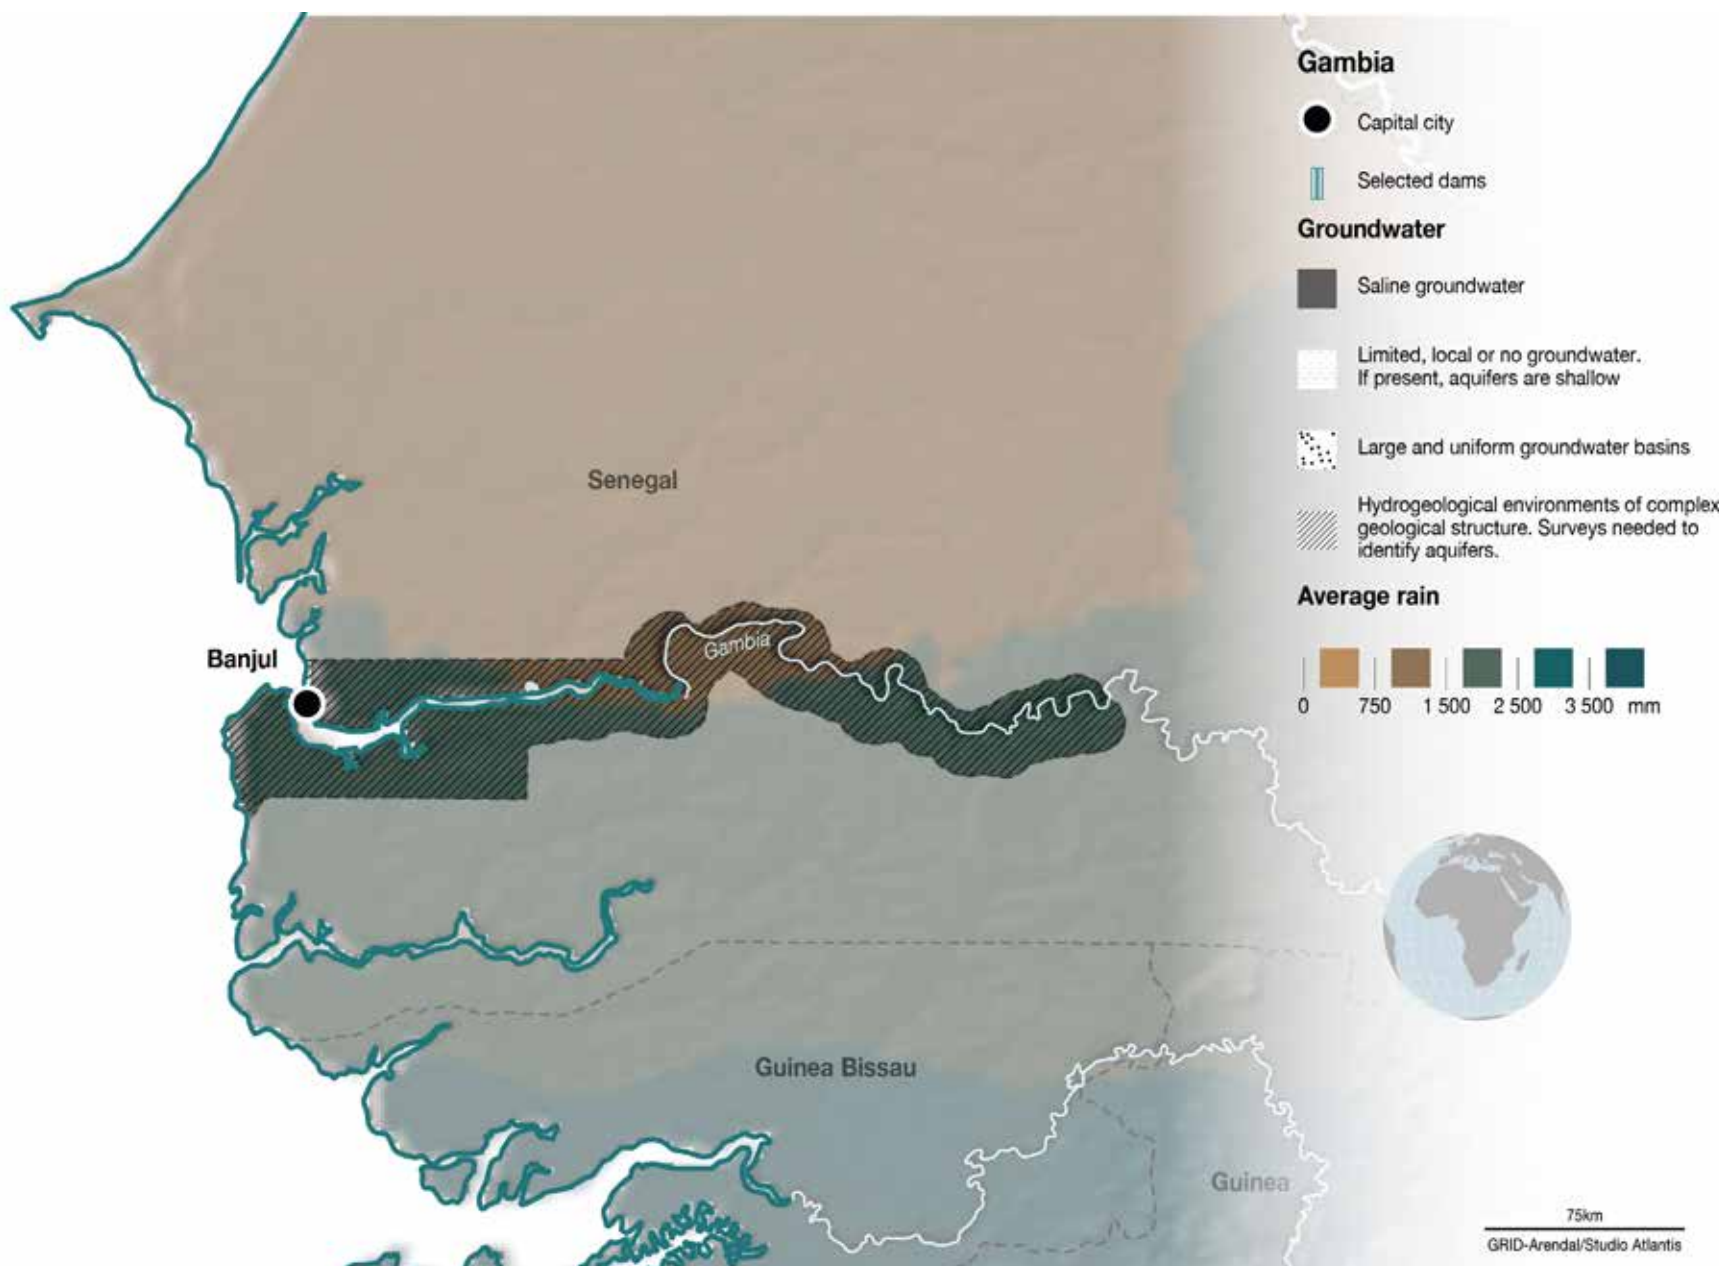 Gambia
Capital city
Selected dams
Groundwater
Saline groundwater
Limited, local or no groundwater.
If present, aquifers are shallow
Large and uniform groundwater basins
Hydrogeological environments of complex
geological structure. Surveys needed to
identify aquifers.
Average rain
0 750 1 500 2 500 3 500 mm
Senegal
Gambia
Banjul
Guinea Bissau
Guinea
75km
GRID-Arendal/Studio Atlantis